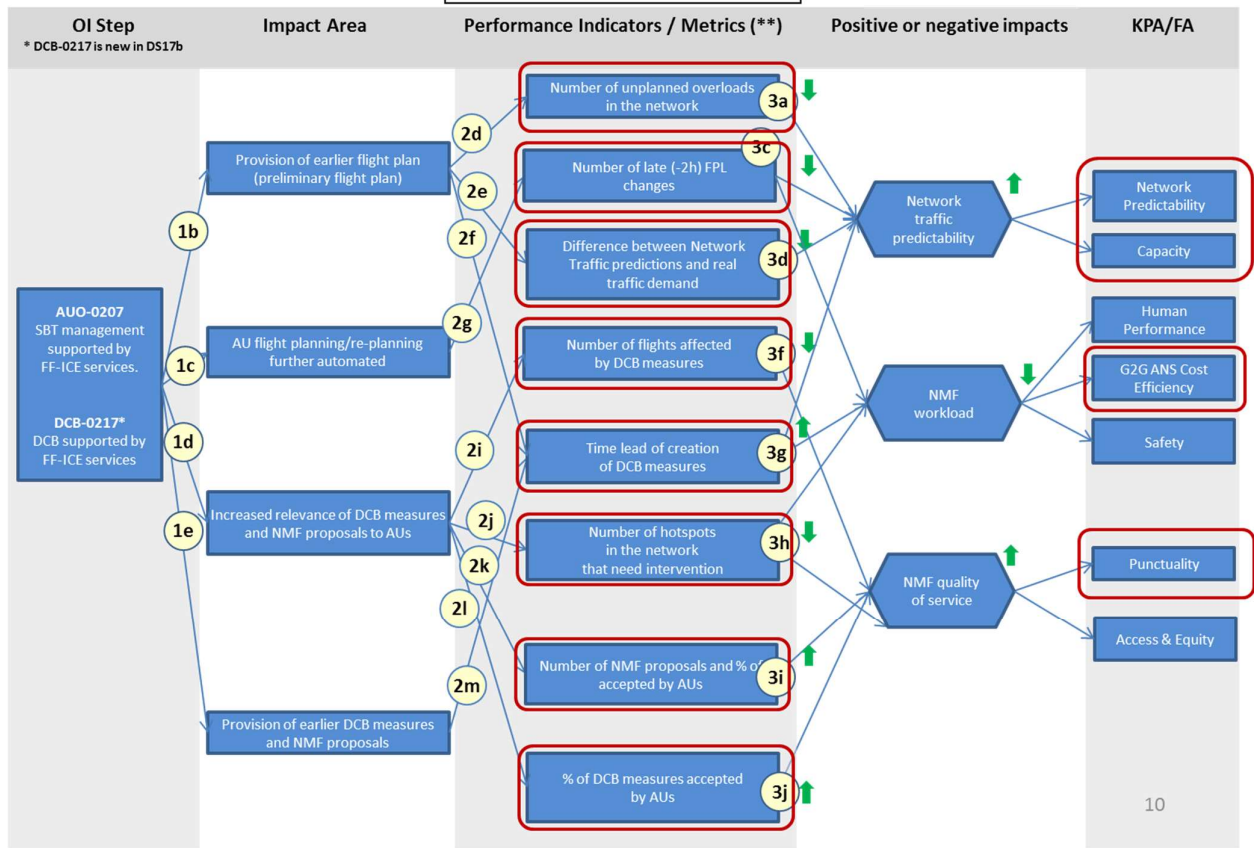 OI Step
* DCB-0217 is new in DS17b
Impact Area
Performance Indicators / Metrics (**)
Positive or negative impacts
KPA/FA
AUO-0207
SBT management
supported by
FF-ICE services.
DCB-0217*
DCB supported by
FF-ICE services
1b
1c
1d
1e
Provision of earlier flight plan
(preliminary flight plan)
AU flight planning/re-planning
further automated
Increased relevance of DCB measures
and NMF proposals to AUs
Provision of earlier DCB measures
and NMF proposals
2d
2e
2f
2g
2i
2j
2k
2l
2m
Number of unplanned overloads
in the network
3a
Number of late (-2h) FPL
changes
3c
Difference between Network
Traffic predictions and real
traffic demand
3d
Number of flights affected
by DCB measures
3f
Time lead of creation
of DCB measures
3g
Number of hotspots
in the network
that need intervention
3h
Number of NMF proposals and % of
accepted by AUs
3i
% of DCB measures accepted
by AUs
3j
Network
traffic
predictability
NMF
workload
NMF quality
of service
Network
Predictability
Capacity
Human
Performance
G2G ANS Cost
Efficiency
Safety
Punctuality
Access & Equity
10